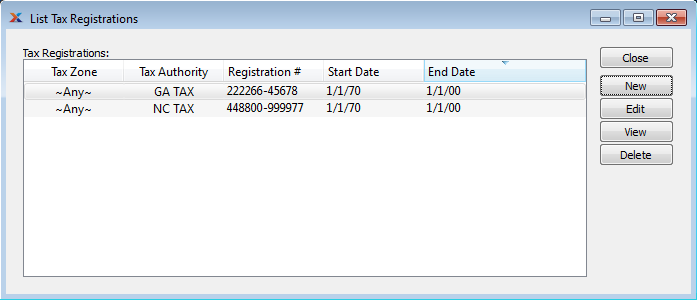 List Tax Registrations
Tax Registrations:
Tax Zone Tax Authority Registration # Start Date End Date
~Any~ GA TAX 222266-45678 1/1/70 1/1/00
~Any~ NC TAX 448800-999977 1/1/70 1/1/00
Close
New
Edit
View
Delete